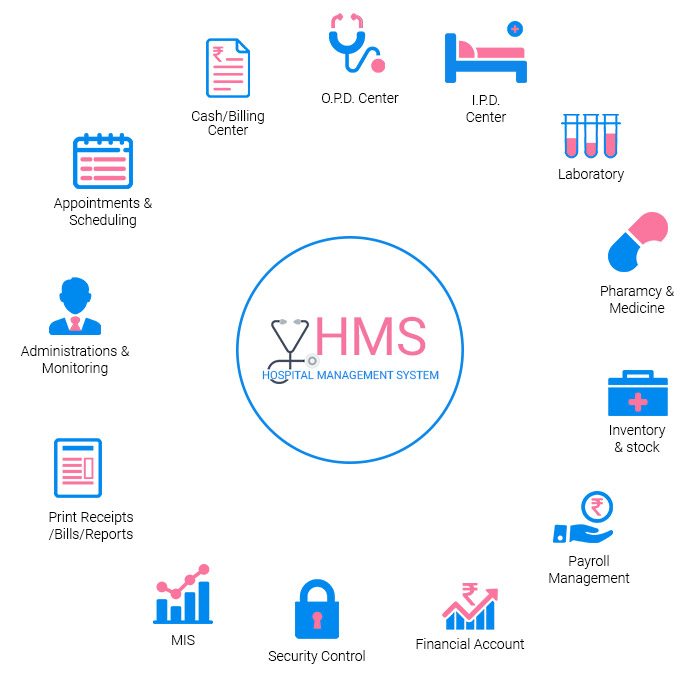 O.P.D. Center
I.P.D.
Center
Laboratory
Pharamcy &
Medicine
Inventory
& stock
Payroll
Management
Financial Account
Security Control
MIS
Print Receipts
/Bills/Reports
Administrations &
Monitoring
Appointments &
Scheduling
₹
Cash/Billing
Center
HMS
HOSPITAL MANAGEMENT SYSTEM
₹
₹